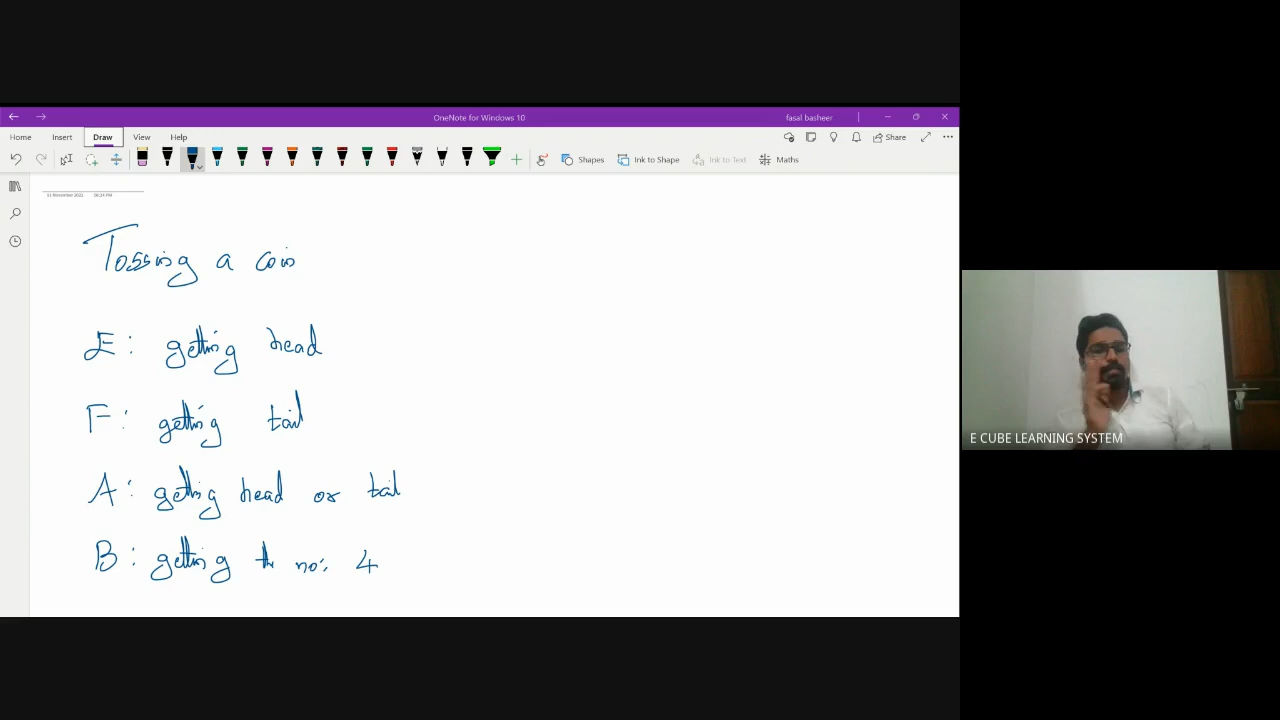 OneNote for Windows 10
fasal basheer
Home Insert Draw View Help
Share
Shapes Ink to Shape Ink to Text Maths
Tossing a coin
E: getting head
F: getting tail
A: getting head or tail
B: getting the no: 4
E CUBE LEARNING SYSTEM